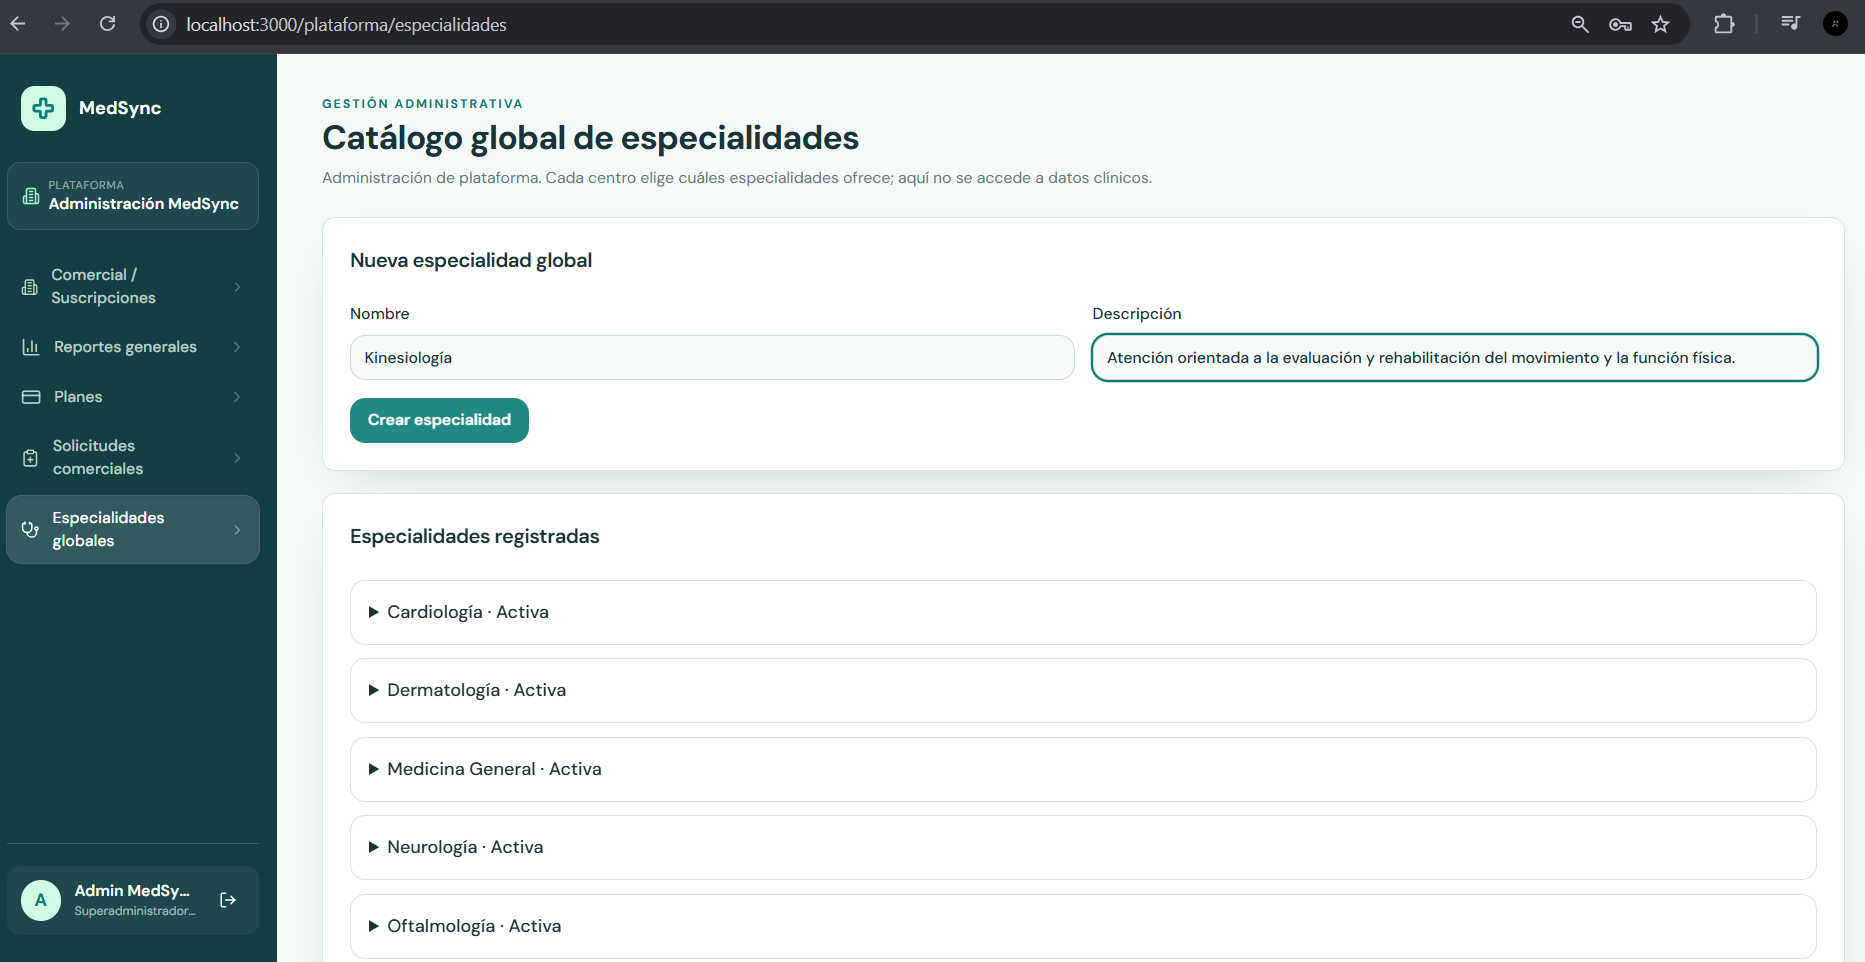 localhost:3000/plataforma/especialidades
MedSync
PLATAFORMA
Administración MedSync
Comercial /
Suscripciones
Reportes generales
Planes
Solicitudes
comerciales
Especialidades
globales
A
Admin MedSy...
Superadministrador...
GESTIÓN ADMINISTRATIVA
Catálogo global de especialidades
Administración de plataforma. Cada centro elige cuáles especialidades ofrece; aquí no se accede a datos clínicos.
Nueva especialidad global
Nombre
Descripción
Kinesiología
Atención orientada a la evaluación y rehabilitación del movimiento y la función física.
Crear especialidad
Especialidades registradas
Cardiología · Activa
Dermatología · Activa
Medicina General · Activa
Neurología · Activa
Oftalmología · Activa